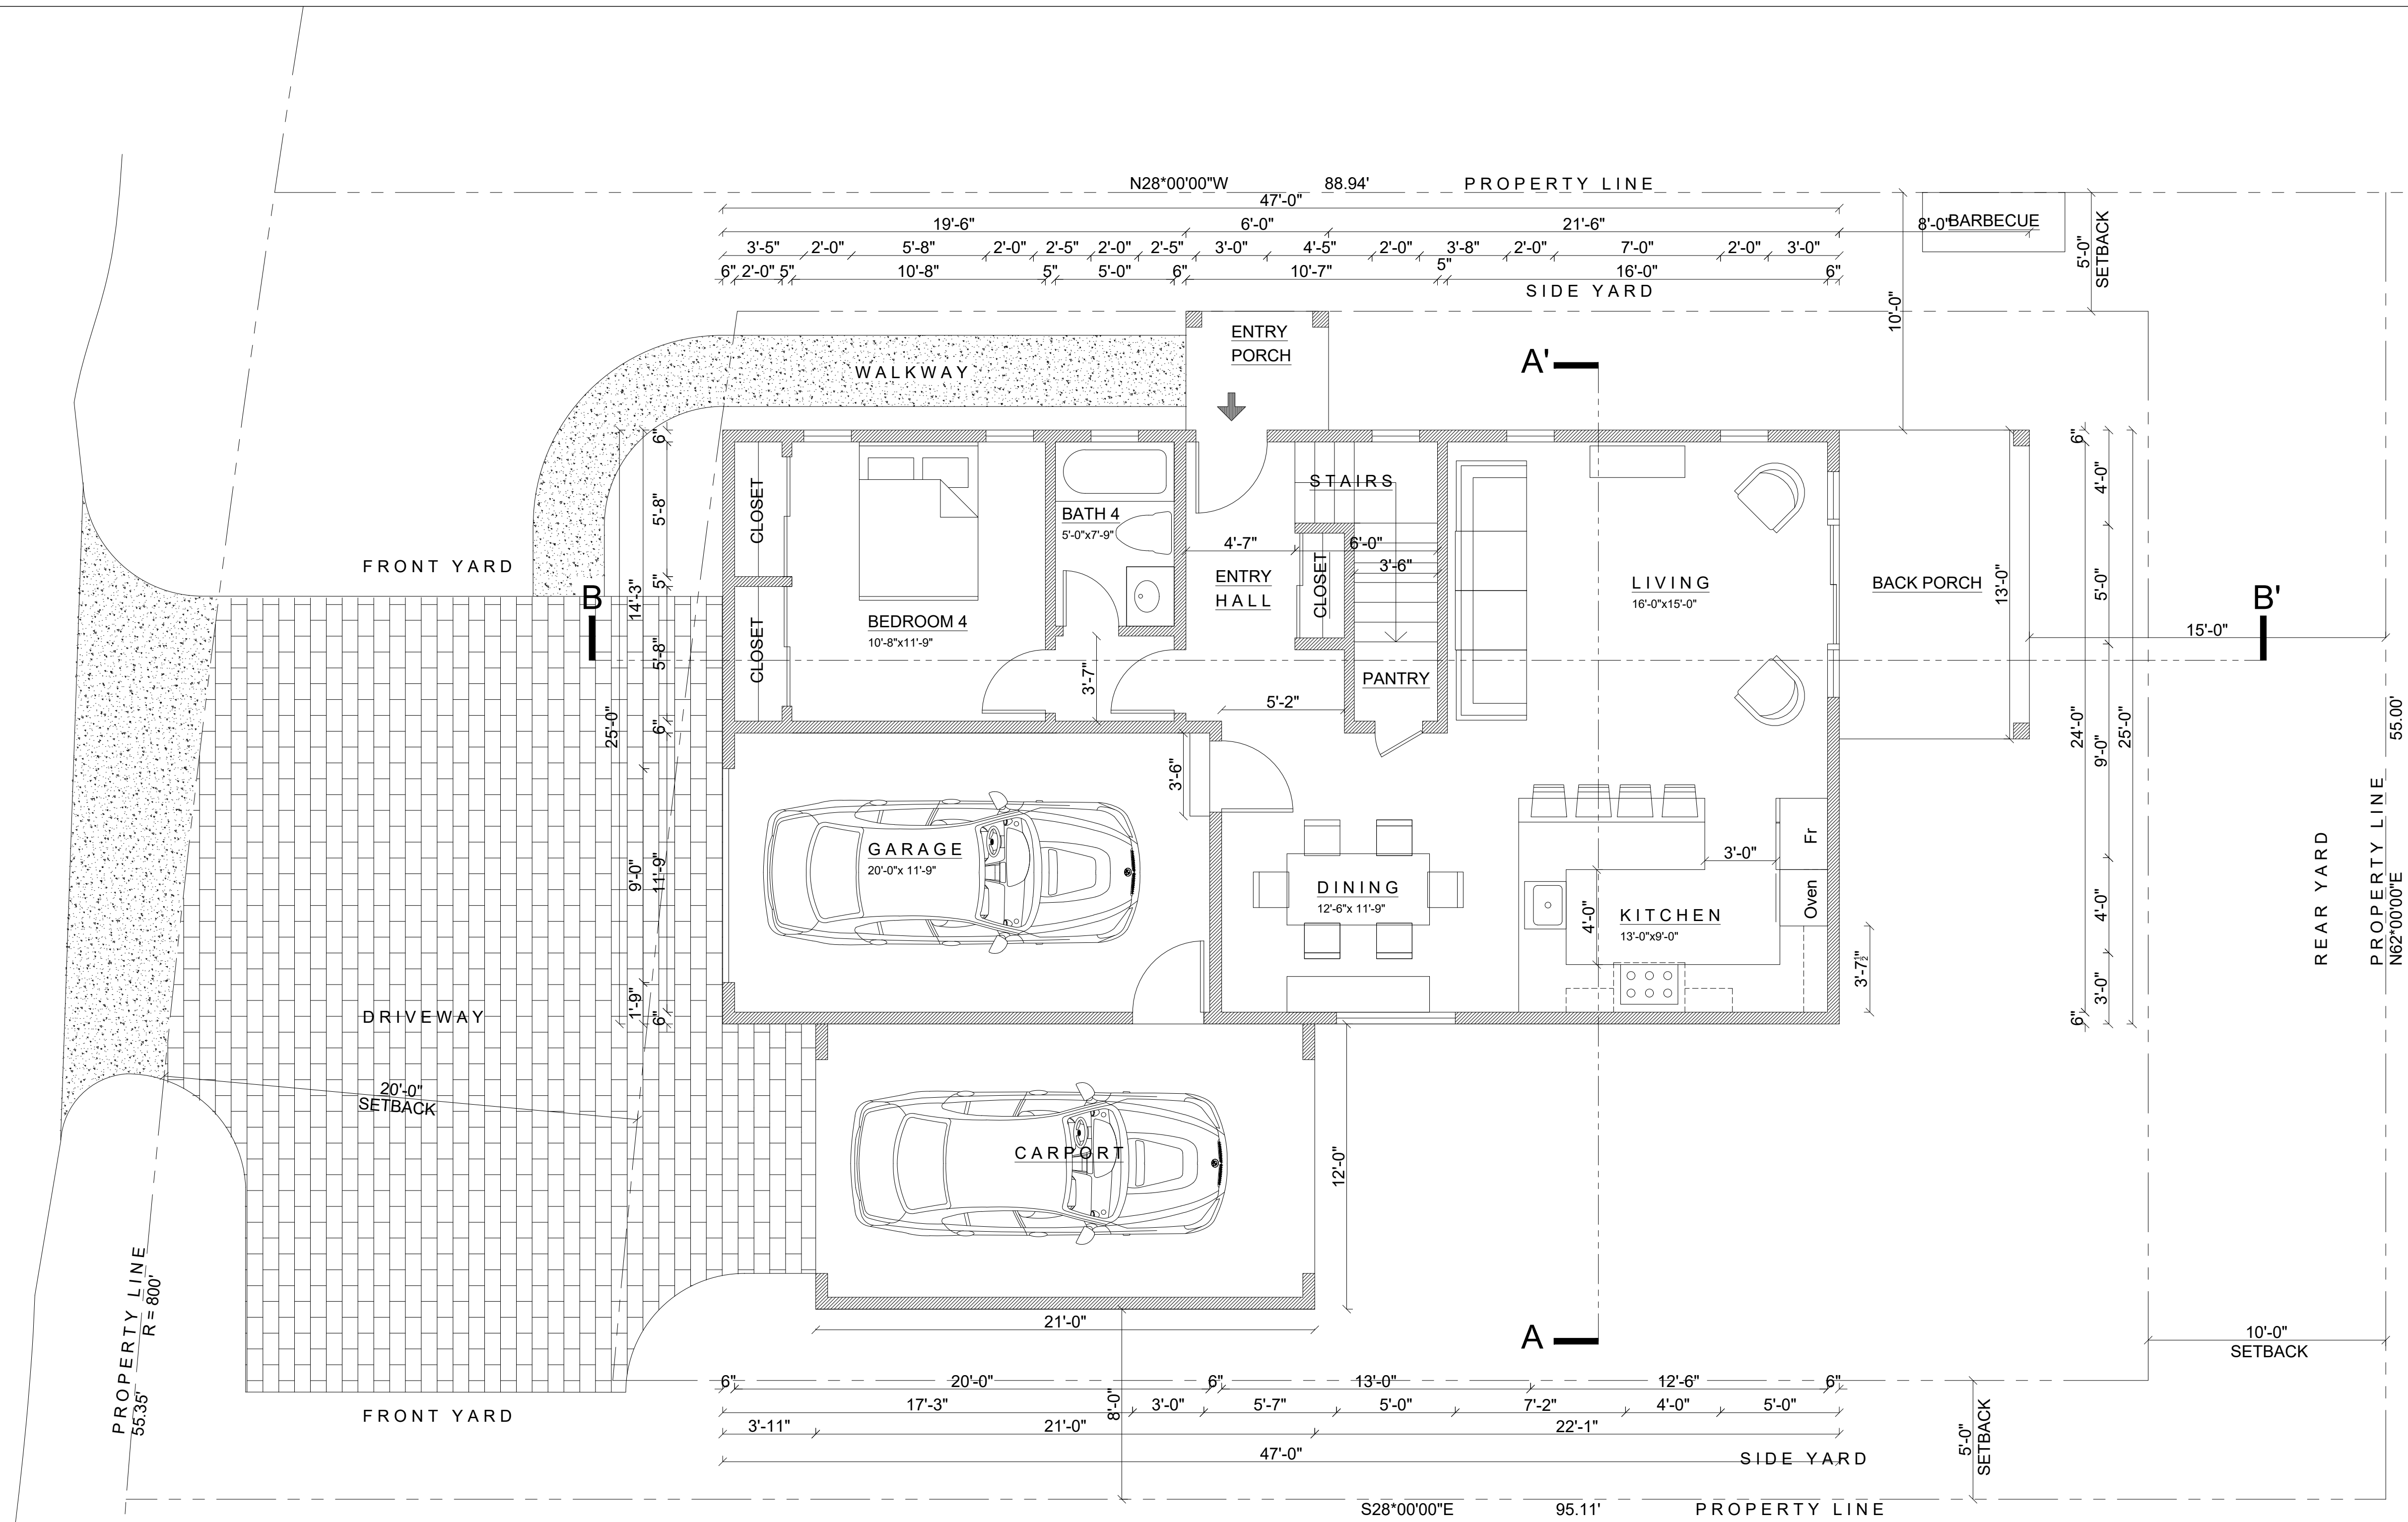 N28*00'00"W 88.94' PROPERTY LINE
47'-0"
19'-6" 6'-0" 21'-6" 8'-0" BARBECUE
3'-5" 2'-0" 5'-8" 2'-0" 2'-5" 2'-0" 2'-5" 3'-0" 4'-5" 2'-0" 3'-8" 2'-0" 7'-0" 2'-0" 3'-0"
6" 2'-0" 5" 10'-8" 5" 5'-0" 6" 10'-7" 5" 16'-0" 6"
5'-0"
SETBACK
SIDE YARD
10'-0"
ENTRY
PORCH
WALKWAY
A'
6"
5'-8"
5"
5'-8"
6"
11'-9"
6"
14'-3"
9'-0"
1'-9"
25'-0"
CLOSET
CLOSET
STAIRS
BATH 4
5'-0"x7'-9"
4'-7" 6'-0"
3'-6"
ENTRY
HALL
CLOSET
LIVING
16'-0"x15'-0"
BACK PORCH
13'-0"
FRONT YARD
B
B'
15'-0"
BEDROOM 4
10'-8"x11'-9"
3'-7"
PANTRY
5'-2"
6"
24'-0"
6"
4'-0"
5'-0"
9'-0"
4'-0"
3'-0"
25'-0"
3'-6"
GARAGE
20'-0"x 11'-9"
DINING
12'-6"x 11'-9"
3'-0"
Fr
Oven
4'-0"
KITCHEN
13'-0"x9'-0"
3'-7½"
REAR YARD
PROPERTY LINE
N62*00'00"E 55.00'
DRIVEWAY
20'-0"
SETBACK
CARPORT
12'-0"
21'-0"
A
PROPERTY LINE
55.35' R = 800'
10'-0"
SETBACK
FRONT YARD
6" 20'-0" 6" 13'-0" 12'-6" 6"
17'-3" 3'-0" 5'-7" 5'-0" 7'-2" 4'-0" 5'-0"
8'-0"
3'-11" 21'-0" 22'-1"
47'-0"
SIDE YARD
5'-0"
SETBACK
S28*00'00"E 95.11' PROPERTY LINE